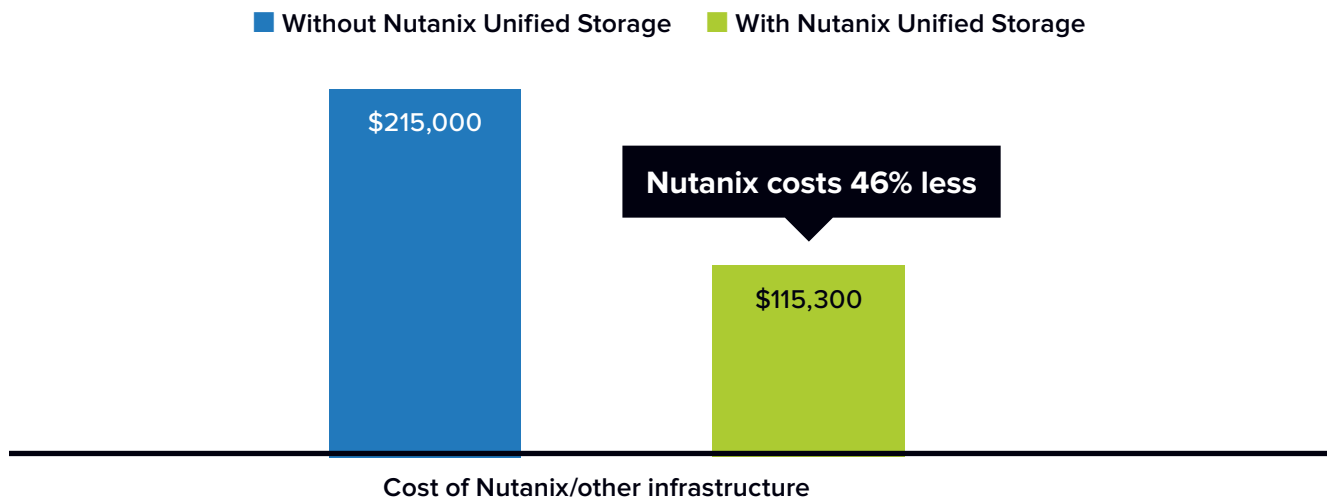 Without Nutanix Unified Storage With Nutanix Unified Storage
$215,000
Nutanix costs 46% less
$115,300
Cost of Nutanix/other infrastructure